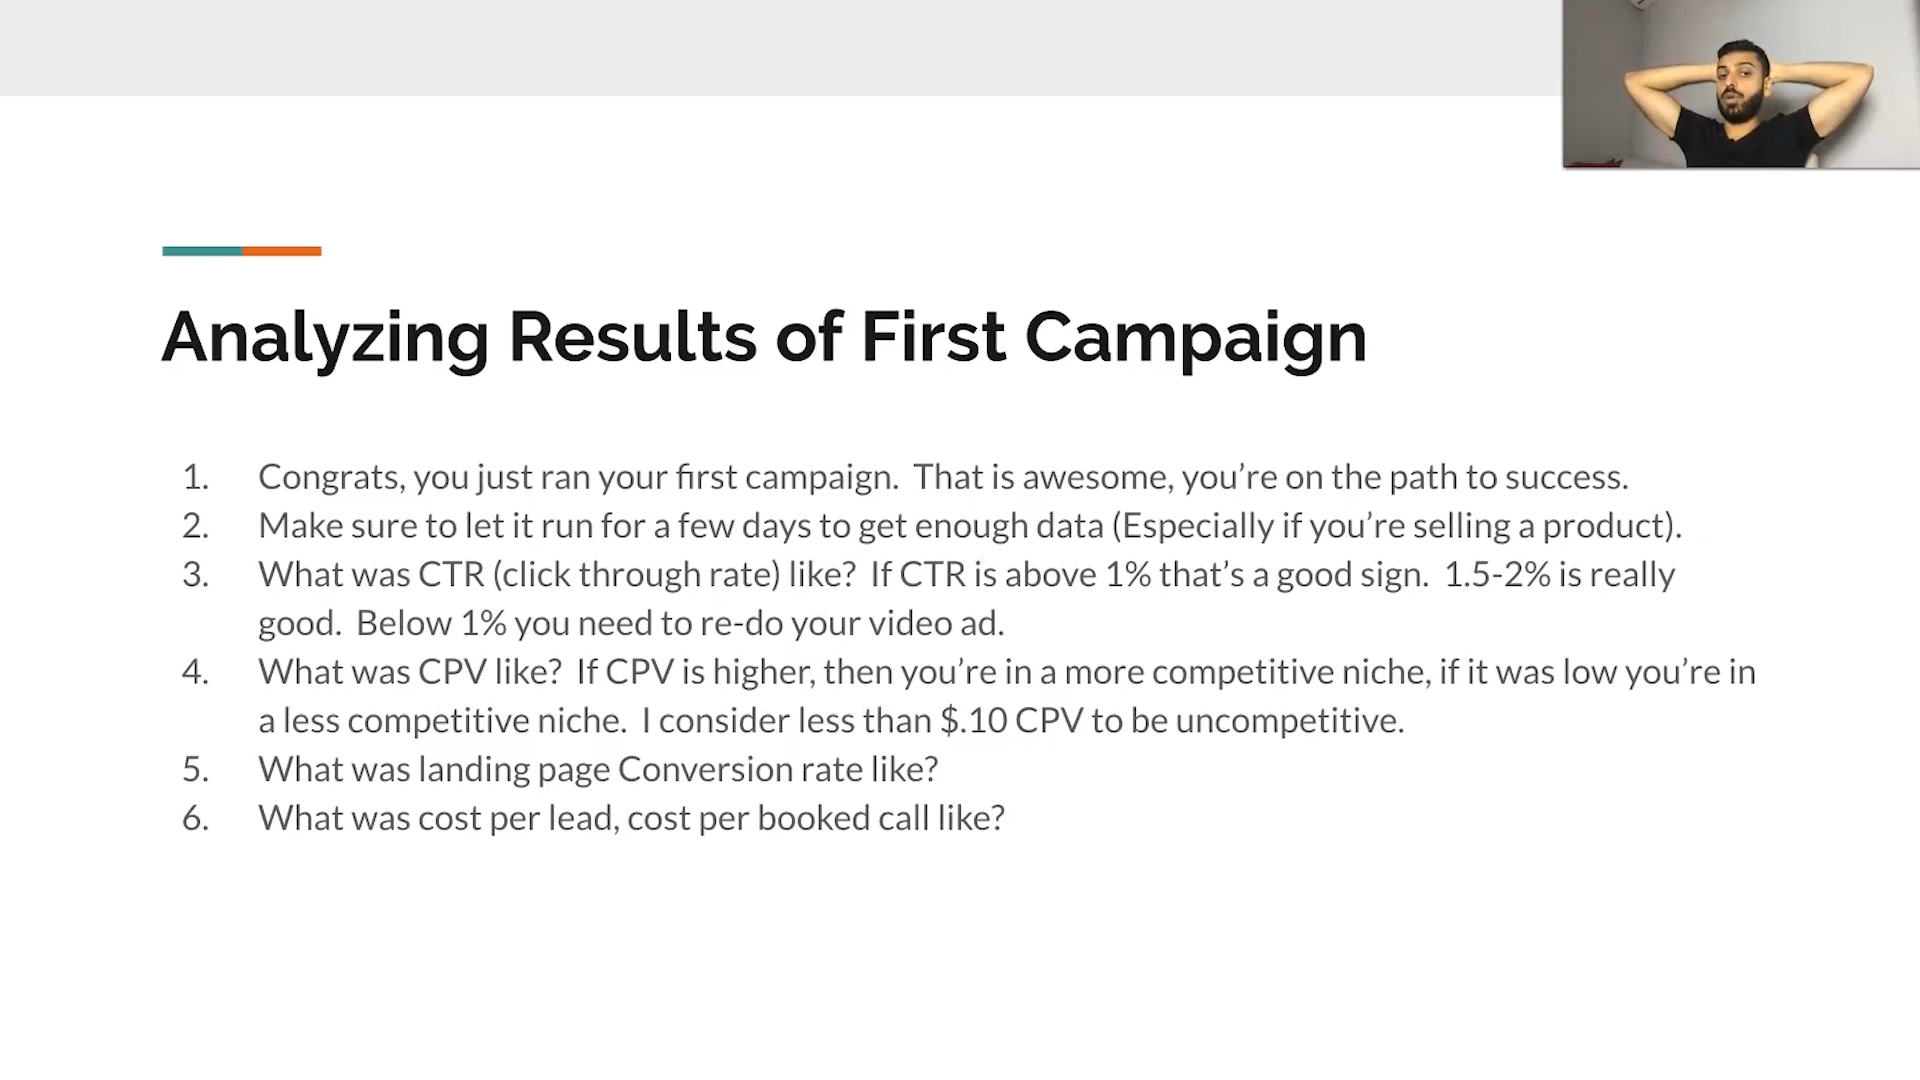 Analyzing Results of First Campaign
1. Congrats, you just ran your first campaign.  That is awesome, you’re on the path to success.
2. Make sure to let it run for a few days to get enough data (Especially if you’re selling a product).
3. What was CTR (click through rate) like?  If CTR is above 1% that’s a good sign.  1.5-2% is really
good.  Below 1% you need to re-do your video ad.
4. What was CPV like?  If CPV is higher, then you’re in a more competitive niche, if it was low you’re in
a less competitive niche.  I consider less than $.10 CPV to be uncompetitive.
5. What was landing page Conversion rate like?
6. What was cost per lead, cost per booked call like?